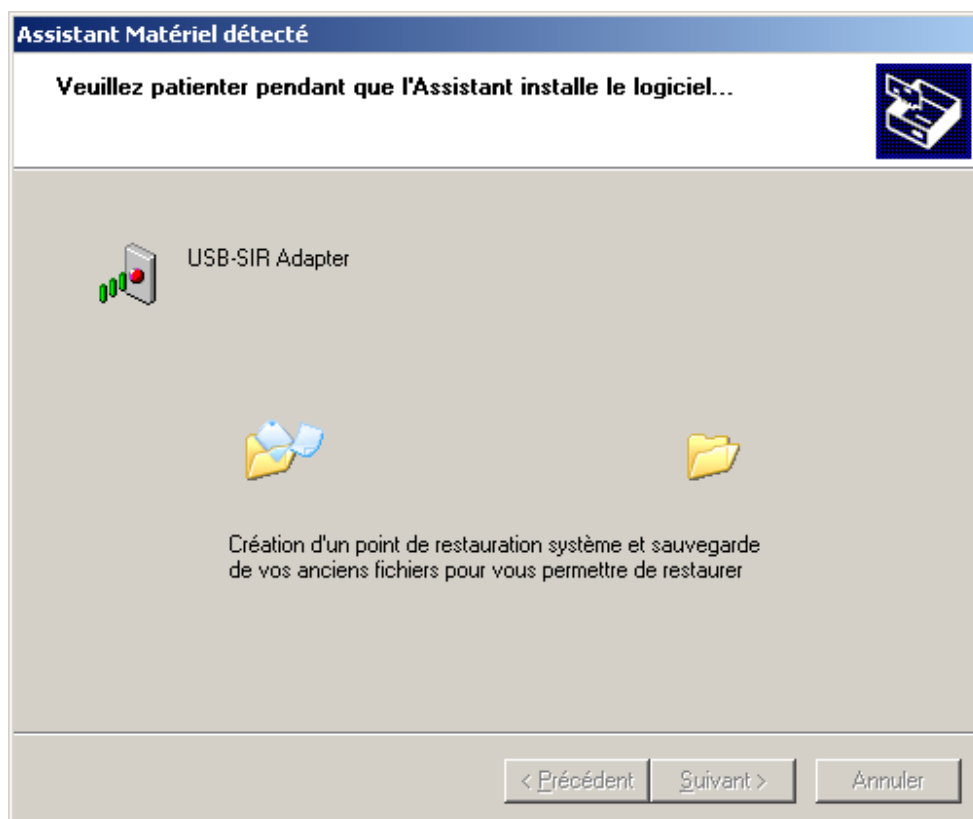 Assistant Matériel détecté
Veuillez patienter pendant que l'Assistant installe le logiciel...
USB-SIR Adapter
Création d'un point de restauration système et sauvegarde
de vos anciens fichiers pour vous permettre de restaurer
< Précédent Suivant > Annuler